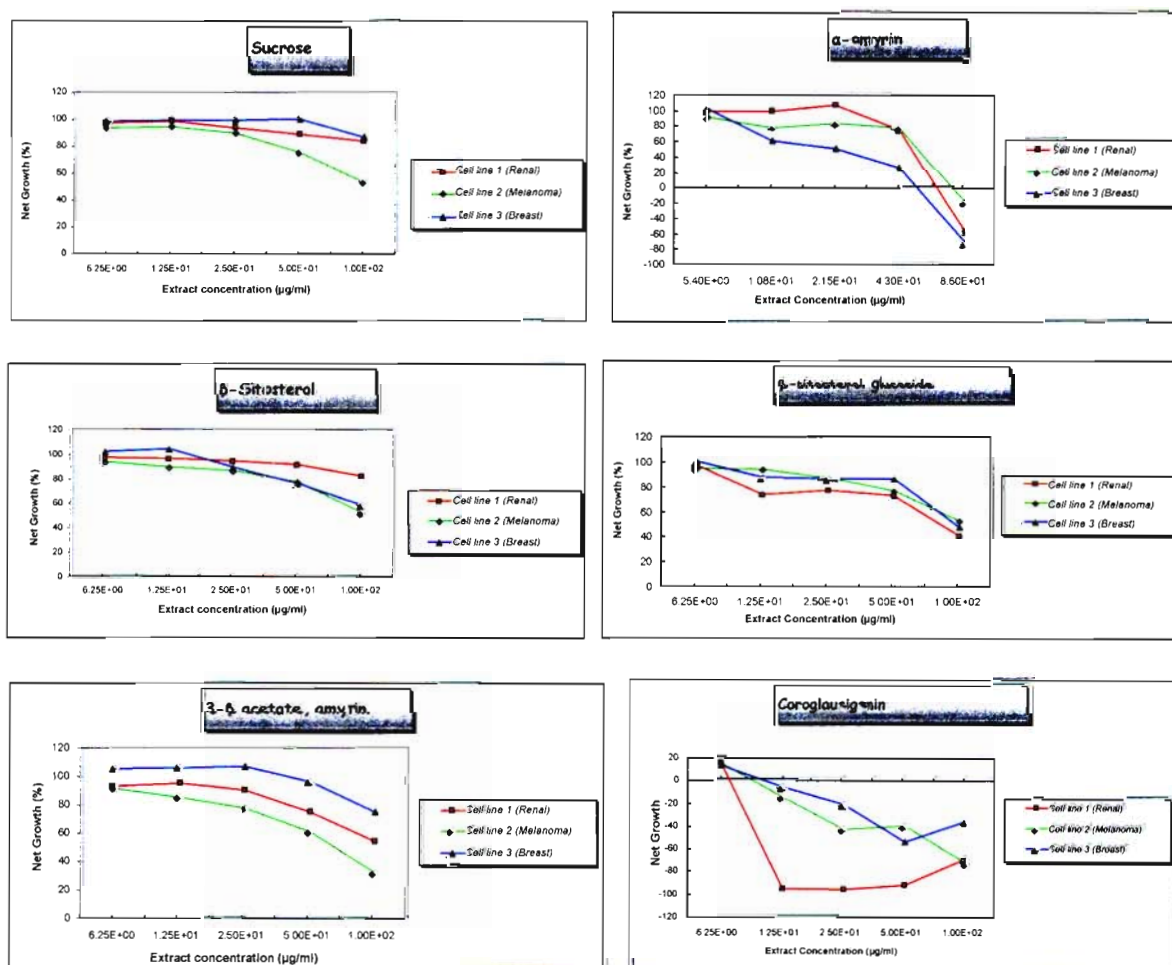 Sucrose
Net Growth (%)
120
100
80
60
40
20
0
6.25E+00 1.25E+01 2.50E+01 5.00E+01 1.00E+02
Extract concentration (µg/ml)
Cell line 1 (Renal)
Cell line 2 (Melanoma)
Cell line 3 (Breast)
α-amyrin
Net Growth (%)
120
100
80
60
40
20
0
-20
-40
-60
-80
-100
5.40E+00 1.08E+01 2.15E+01 4.30E+01 8.60E+01
Extract Concentration (µg/ml)
Cell line 1 (Renal)
Cell line 2 (Melanoma)
Cell line 3 (Breast)
β-Sitosterol
Net Growth (%)
120
100
80
60
40
20
0
6.25E+00 1.25E+01 2.50E+01 5.00E+01 1.00E+02
Extract concentration (µg/ml)
Cell line 1 (Renal)
Cell line 2 (Melanoma)
Cell line 3 (Breast)
β-sitosterol glucoside
Net Growth (%)
120
100
80
60
40
20
0
6.25E+00 1.25E+01 2.50E+01 5.00E+01 1.00E+02
Extract Concentration (µg/ml)
Cell line 1 (Renal)
Cell line 2 (Melanoma)
Cell line 3 (Breast)
3-β acetate, amyrin.
Net Growth (%)
120
100
80
60
40
20
0
6.25E+00 1.25E+01 2.50E+01 5.00E+01 1.00E+02
Extract concentration (µg/ml)
Cell line 1 (Renal)
Cell line 2 (Melanoma)
Cell line 3 (Breast)
Coroglausigenin
Net Growth
20
0
-20
-40
-60
-80
-100
-120
6.25E+00 1.25E+01 2.50E+01 5.00E+01 1.00E+02
Extract Concentration (µg/ml)
Cell line 1 (Renal)
Cell line 2 (Melanoma)
Cell line 3 (Breast)